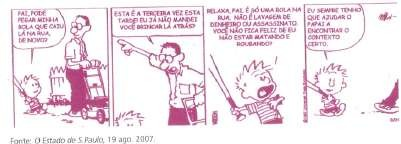 PAI, PODE
PEGAR MINHA
BOLA QUE CAIU
LÁ NA RUA,
DE NOVO?
ESTA É A TERCEIRA VEZ ESTA
TARDE! EU JÁ NÃO MANDEI
VOCÊ BRINCAR LÁ ATRÁS?
RELAXA, PAI. É SÓ UMA BOLA NA
RUA. NÃO É LAVAGEM DE
DINHEIRO OU ASSASSINATO.
VOCÊ NÃO FICA FELIZ DE EU
NÃO ESTAR MATANDO E
ROUBANDO?
EU SEMPRE TENHO
QUE AJUDAR O
PAPAI A
ENCONTRAR O
CONTEXTO
CERTO.
Fonte: O Estado de S.Paulo, 19 ago. 2007.